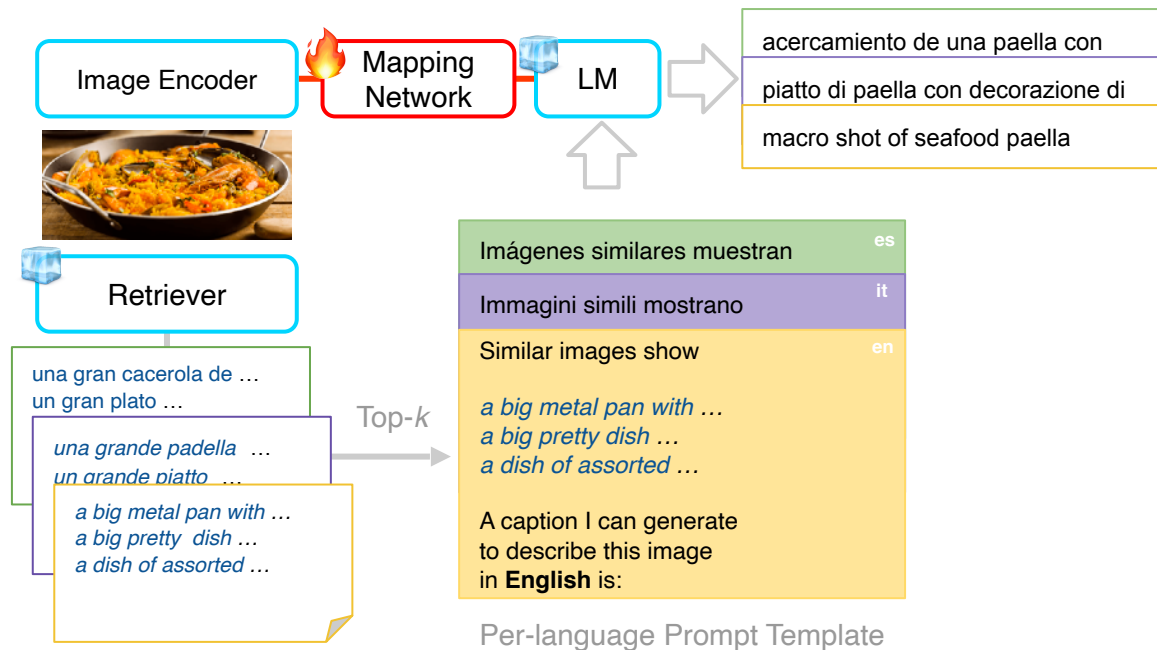 Image Encoder
Mapping
Network
LM
acercamiento de una paella con
piatto di paella con decorazione di
macro shot of seafood paella
Retriever
una gran cacerola de …
un gran plato …
una grande padella …
un grande piatto …
a big metal pan with …
a big pretty dish …
a dish of assorted …
Top-k
Imágenes similares muestran
es
Immagini simili mostrano
it
Similar images show
en
a big metal pan with …
a big pretty dish …
a dish of assorted …
A caption I can generate
to describe this image
in English is:
Per-language Prompt Template